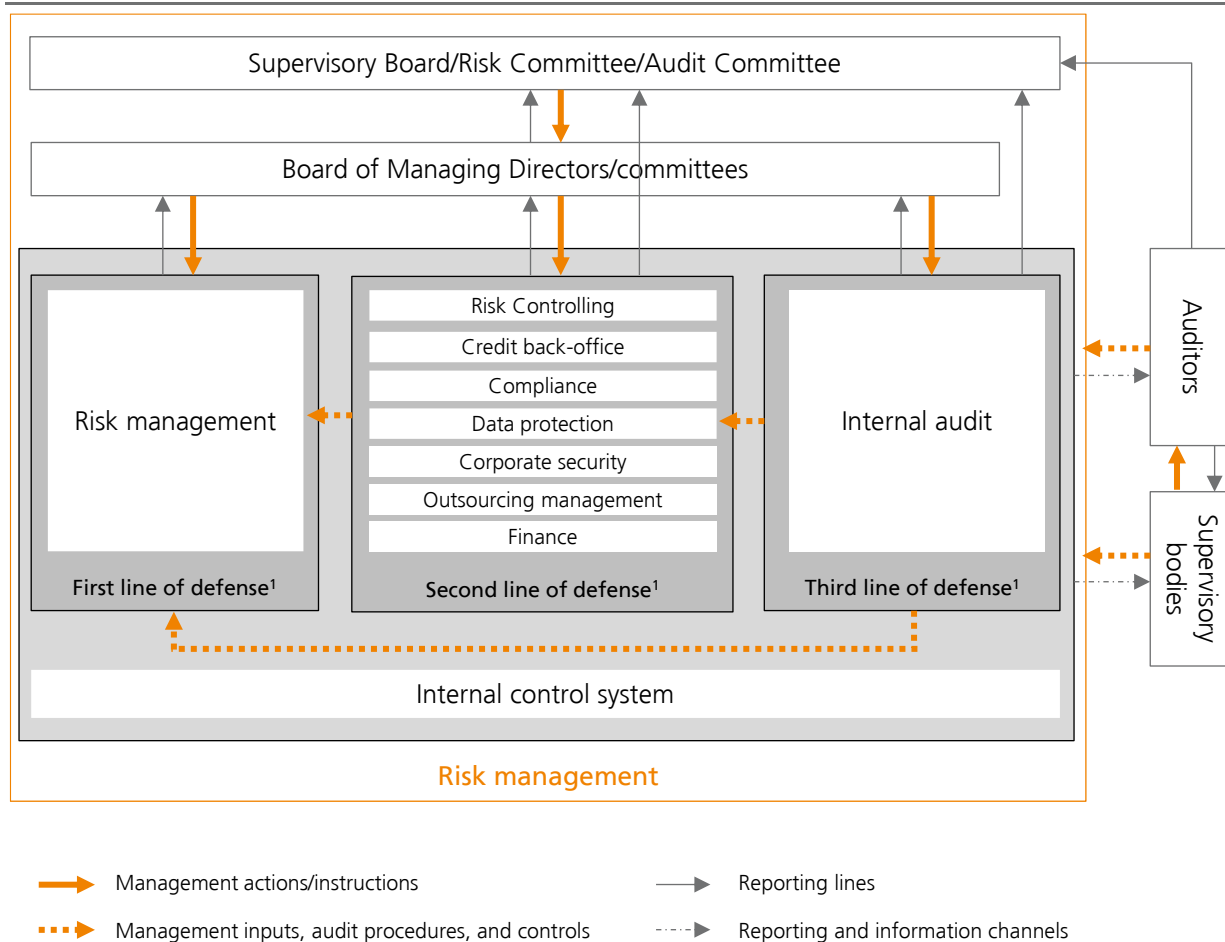 Supervisory Board/Risk Committee/Audit Committee
Board of Managing Directors/committees
Risk management
First line of defense¹
Risk Controlling
Credit back-office
Compliance
Data protection
Corporate security
Outsourcing management
Finance
Second line of defense¹
Internal audit
Third line of defense¹
Internal control system
Risk management
Auditors
Supervisory
bodies
Management actions/instructions
Reporting lines
Management inputs, audit procedures, and controls
Reporting and information channels